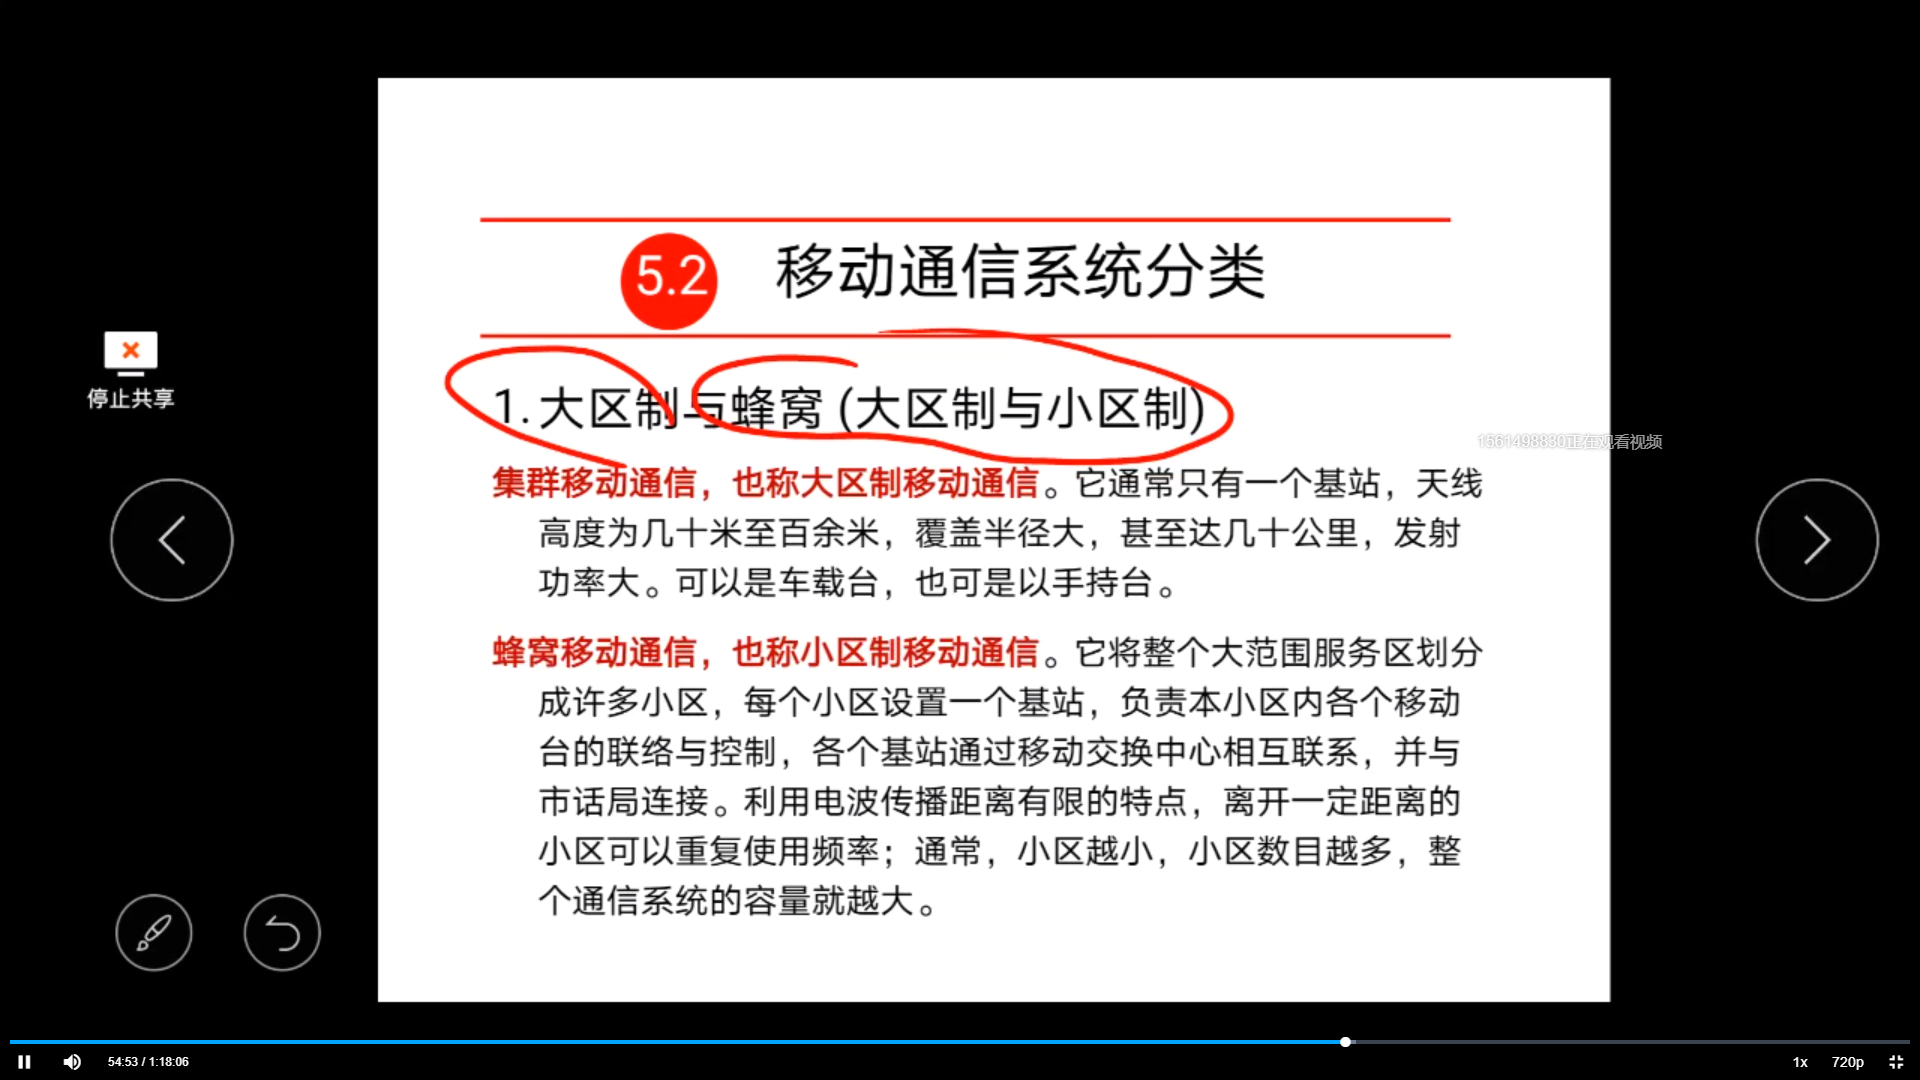 5.2 移动通信系统分类
停止共享
1.大区制与蜂窝 (大区制与小区制)
1561498830正在观看视频
集群移动通信，也称大区制移动通信。它通常只有一个基站，天线
高度为几十米至百余米，覆盖半径大，甚至达几十公里，发射
功率大。可以是车载台，也可是以手持台。
蜂窝移动通信，也称小区制移动通信。它将整个大范围服务区划分
成许多小区，每个小区设置一个基站，负责本小区内各个移动
台的联络与控制，各个基站通过移动交换中心相互联系，并与
市话局连接。利用电波传播距离有限的特点，离开一定距离的
小区可以重复使用频率；通常，小区越小，小区数目越多，整
个通信系统的容量就越大。
54:53 / 1:18:06
1x
720p